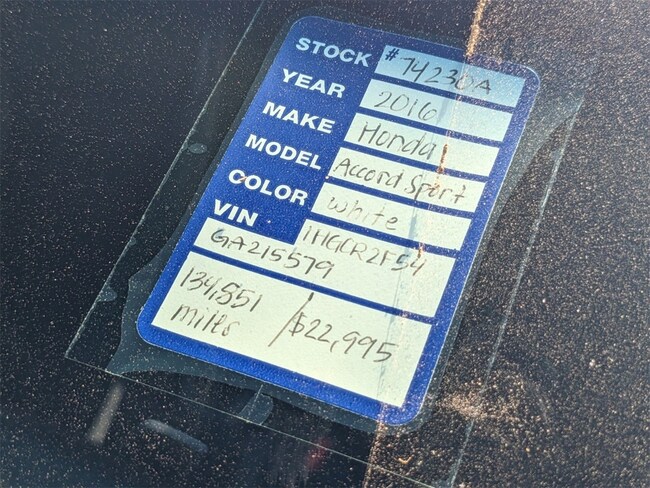 STOCK #74230A
YEAR 2016
MAKE Honda
MODEL Accord Sport
COLOR White
VIN 1HGCR2F54
GA215579
134,551 /$22,995
miles